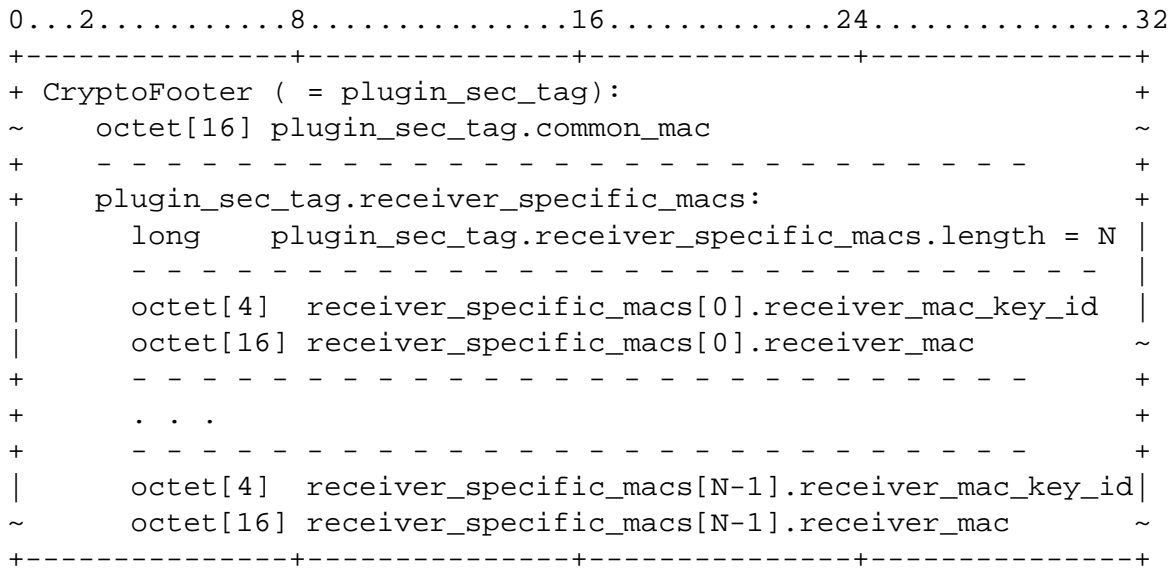 0...2...........8...............16..............24...............32
+---------------+---------------+---------------+---------------+
+ CryptoFooter ( = plugin_sec_tag): +
~ octet[16] plugin_sec_tag.common_mac ~
+ - - - - - - - - - - - - - - - - - - - - - - - - - - - +
+ plugin_sec_tag.receiver_specific_macs: +
| long plugin_sec_tag.receiver_specific_macs.length = N |
| - - - - - - - - - - - - - - - - - - - - - - - - - - - - |
| octet[4] receiver_specific_macs[0].receiver_mac_key_id |
| octet[16] receiver_specific_macs[0].receiver_mac ~
+ - - - - - - - - - - - - - - - - - - - - - - - - - - +
+ . . . +
+ - - - - - - - - - - - - - - - - - - - - - - - - - - +
| octet[4] receiver_specific_macs[N-1].receiver_mac_key_id|
~ octet[16] receiver_specific_macs[N-1].receiver_mac ~
+---------------+---------------+---------------+---------------+